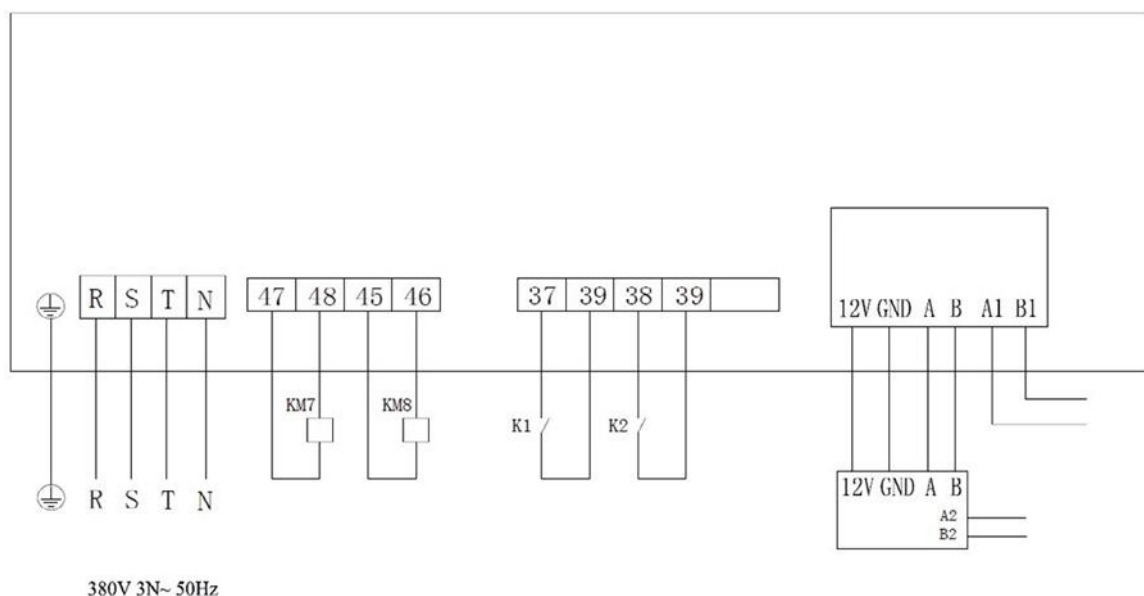 R S T N 47 48 45 46 37 39 38 39
12V GND A B A1 B1
KM7 KM8 K1 K2
R S T N 12V GND A B
A2
B2
380V 3N~ 50Hz